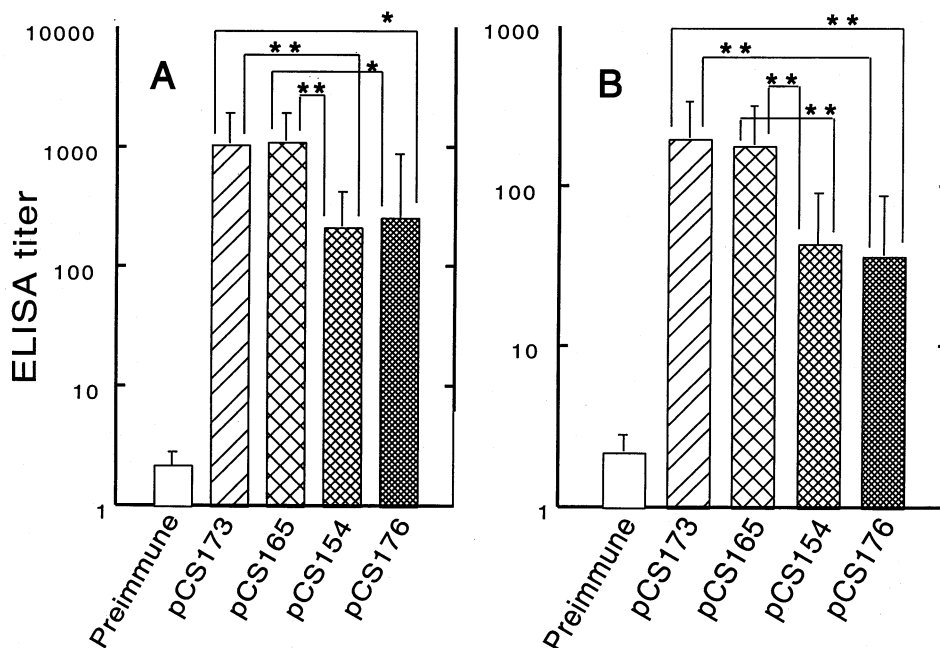 ELISA titer
A
10000
1000
100
10
1
*
**
*
**
Preimmune
pCS173
pCS165
pCS154
pCS176
B
1000
100
10
1
**
**
**
**
Preimmune
pCS173
pCS165
pCS154
pCS176